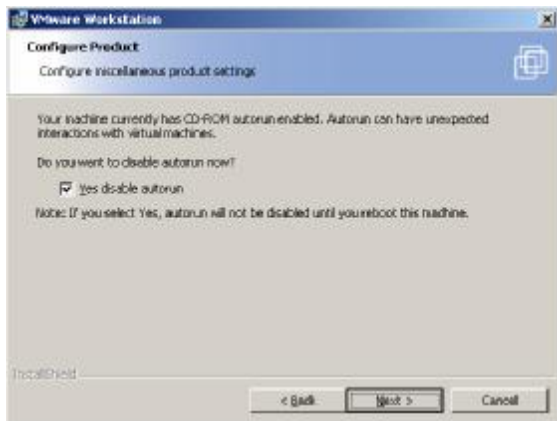 VMware Workstation
Configure Product
Configure miscellaneous product settings
Your machine currently has CD-ROM autorun enabled. Autorun can have unexpected
interactions with virtual machines.
Do you want to disable autorun now?
Yes disable autorun
Note: If you select Yes, autorun will not be disabled until you reboot this machine.
InstallShield
< Back
Next >
Cancel